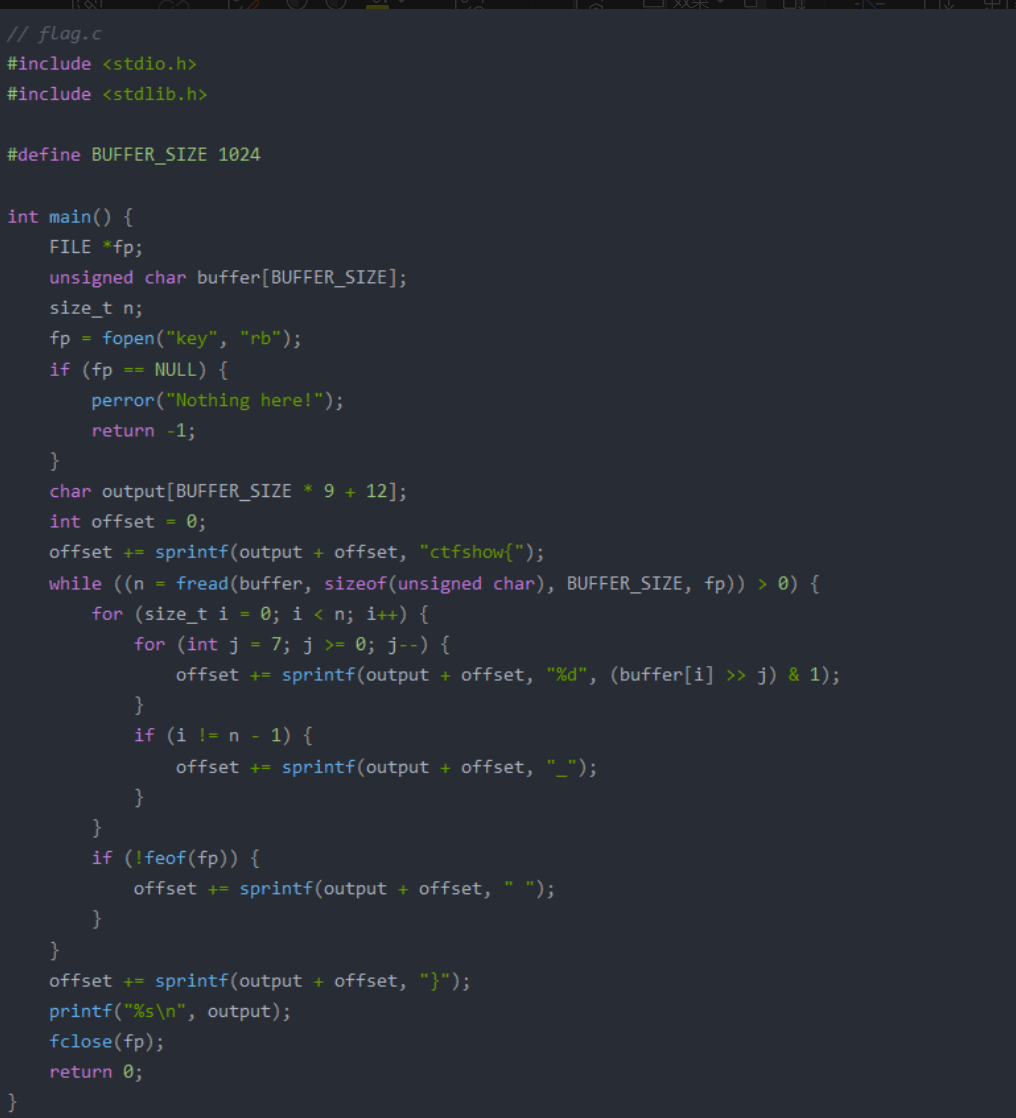 // flag.c
#include <stdio.h>
#include <stdlib.h>

#define BUFFER_SIZE 1024

int main() {
    FILE *fp;
    unsigned char buffer[BUFFER_SIZE];
    size_t n;
    fp = fopen("key", "rb");
    if (fp == NULL) {
        perror("Nothing here!");
        return -1;
    }
    char output[BUFFER_SIZE * 9 + 12];
    int offset = 0;
    offset += sprintf(output + offset, "ctfshow{");
    while ((n = fread(buffer, sizeof(unsigned char), BUFFER_SIZE, fp)) > 0) {
        for (size_t i = 0; i < n; i++) {
            for (int j = 7; j >= 0; j--) {
                offset += sprintf(output + offset, "%d", (buffer[i] >> j) & 1);
            }
            if (i != n - 1) {
                offset += sprintf(output + offset, "_");
            }
        }
        if (!feof(fp)) {
            offset += sprintf(output + offset, " ");
        }
    }
    offset += sprintf(output + offset, "}");
    printf("%s\n", output);
    fclose(fp);
    return 0;
}